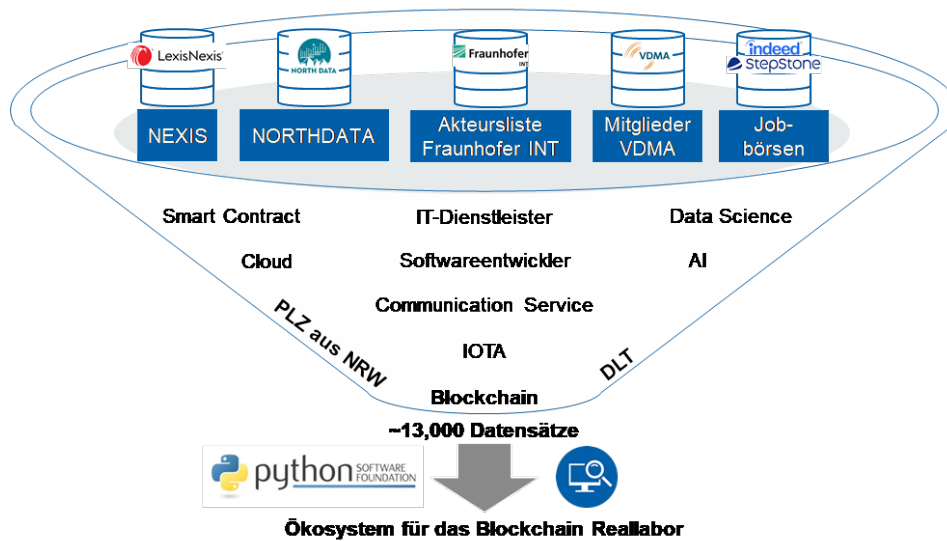 LexisNexis®
NORTH DATA
Fraunhofer
INT
VDMA
indeed
StepStone
NEXIS
NORTHDATA
Akteursliste
Fraunhofer INT
Mitglieder
VDMA
Job-
börsen
Smart Contract
IT-Dienstleister
Data Science
Cloud
Softwareentwickler
AI
Communication Service
PLZ aus NRW
IOTA
DLT
Blockchain
~13,000 Datensätze
python
SOFTWARE
FOUNDATION
Ökosystem für das Blockchain Reallabor